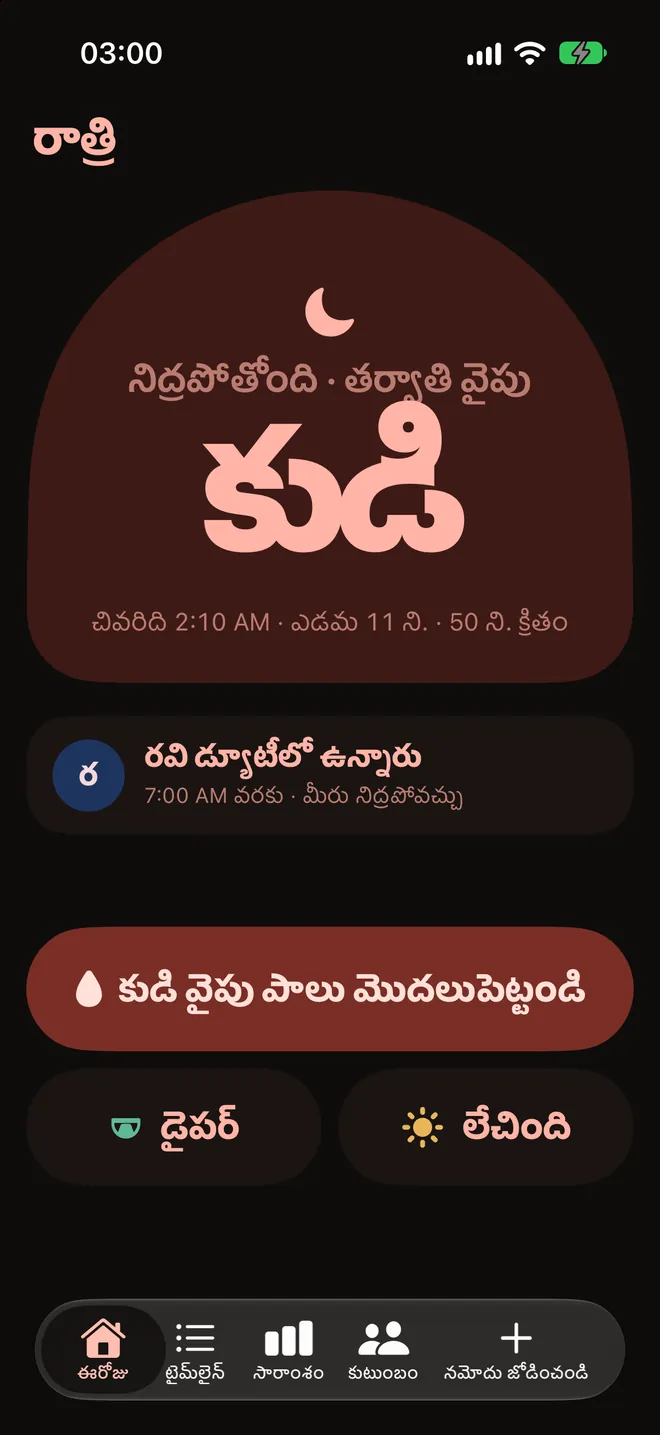 03:00
రాత్రి
నిద్రపోతోంది · తర్వాతి వైపు
కుడి
చివరిది 2:10 AM · ఎడమ 11 ని. · 50 ని. క్రితం
ర
రవి డ్యూటీలో ఉన్నారు
7:00 AM వరకు · మీరు నిద్రపోవచ్చు
కుడి వైపు పాలు మొదలుపెట్టండి
డైపర్
లేచింది
ఈరోజు
టైమ్‌లైన్
సారాంశం
కుటుంబం
నమోదు జోడించండి